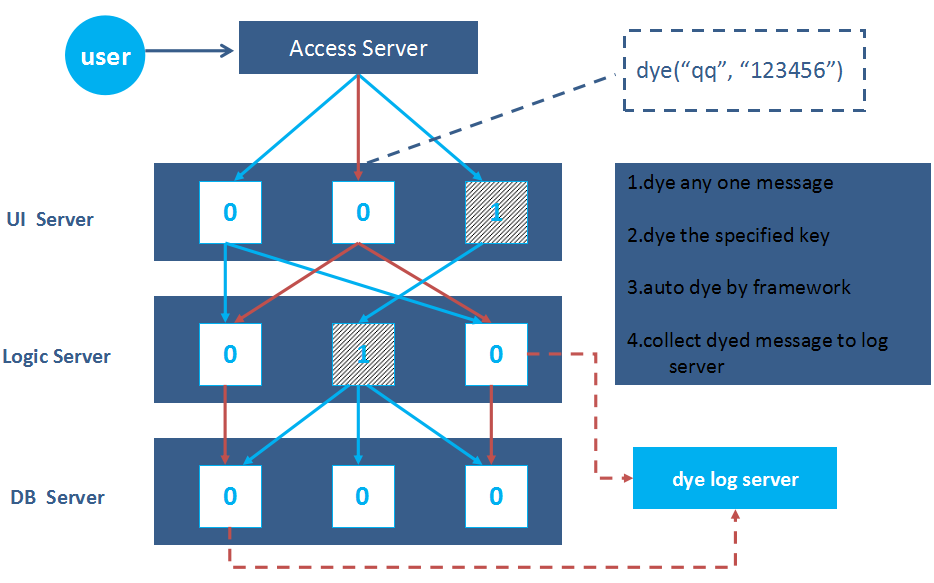 user
Access Server
dye(“qq”, “123456”)
UI  Server
0
0
1
1.dye any one message
2.dye the specified key
3.auto dye by framework
4.collect dyed message to log
server
Logic Server
0
1
0
DB  Server
0
0
0
dye log server